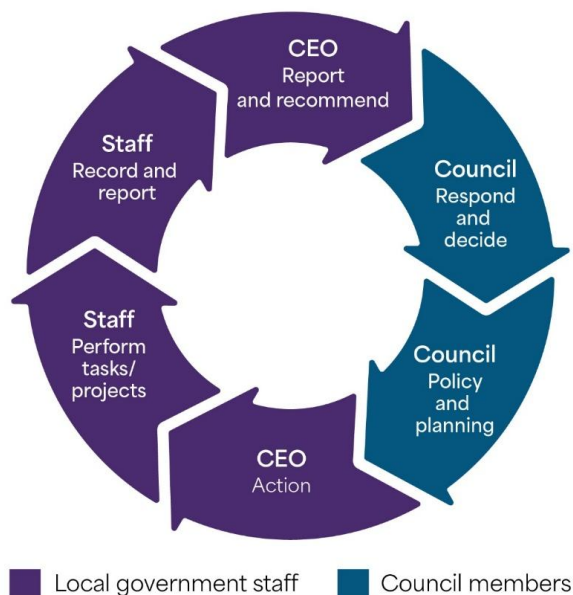 CEO
Report
and recommend
Council
Respond
and
decide
Council
Policy
and
planning
CEO
Action
Staff
Perform
tasks/
projects
Staff
Record and
report
Local government staff
Council members